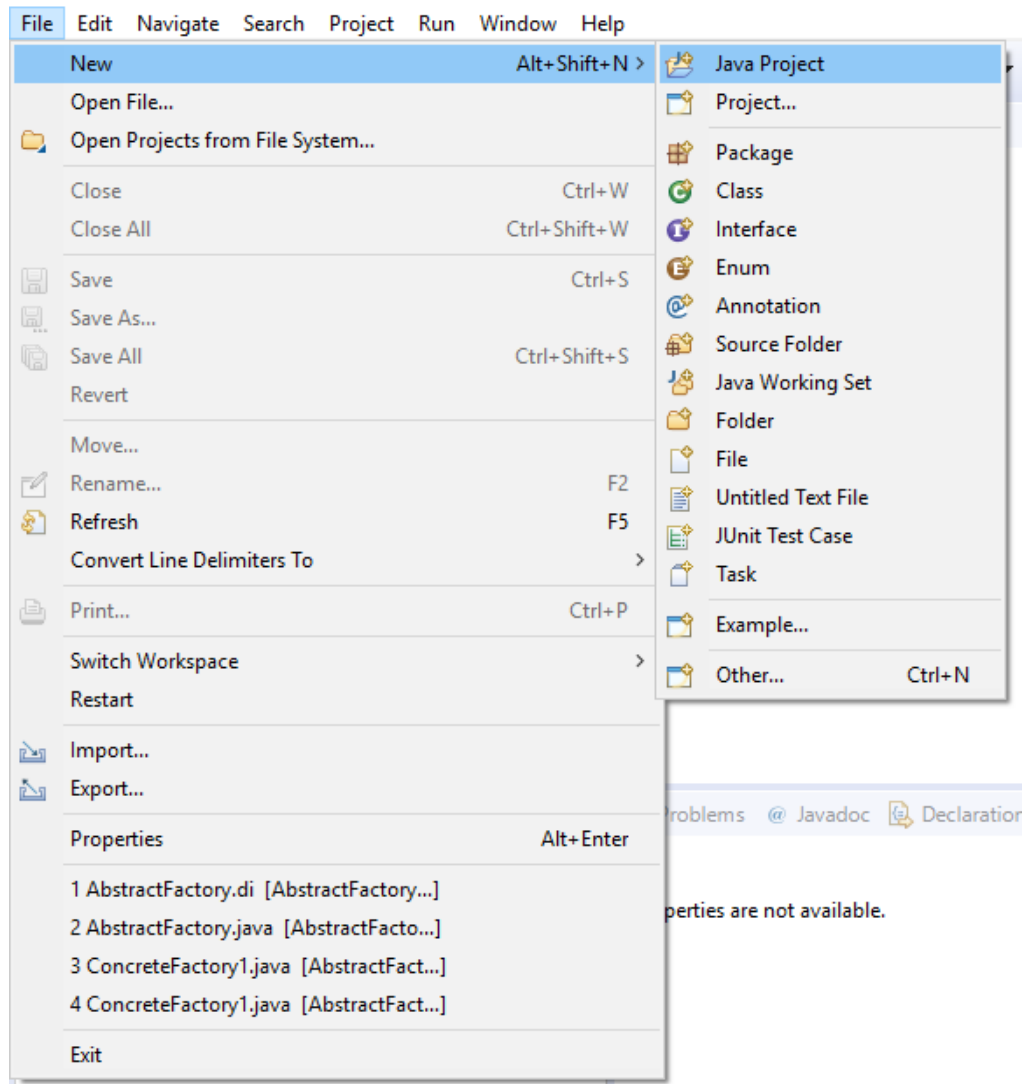 File Edit Navigate Search Project Run Window Help
New Alt+Shift+N >
Open File...
Open Projects from File System...
Close Ctrl+W
Close All Ctrl+Shift+W
Save Ctrl+S
Save As...
Save All Ctrl+Shift+S
Revert
Move...
Rename... F2
Refresh F5
Convert Line Delimiters To >
Print... Ctrl+P
Switch Workspace >
Restart
Import...
Export...
Properties Alt+Enter
1 AbstractFactory.di [AbstractFactory...]
2 AbstractFactory.java [AbstractFacto...]
3 ConcreteFactory1.java [AbstractFact...]
4 ConcreteFactory1.java [AbstractFact...]
Exit
Java Project
Project...
Package
Class
Interface
Enum
Annotation
Source Folder
Java Working Set
Folder
File
Untitled Text File
JUnit Test Case
Task
Example...
Other... Ctrl+N
roblems @ Javadoc Declaration
perties are not available.